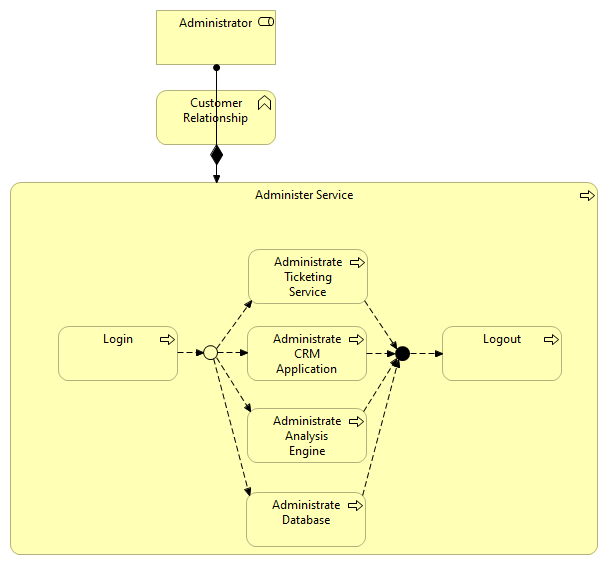 Administrator
Customer
Relationship
Administer Service
Administrate
Ticketing
Service
Login
Administrate
CRM
Application
Logout
Administrate
Analysis
Engine
Administrate
Database